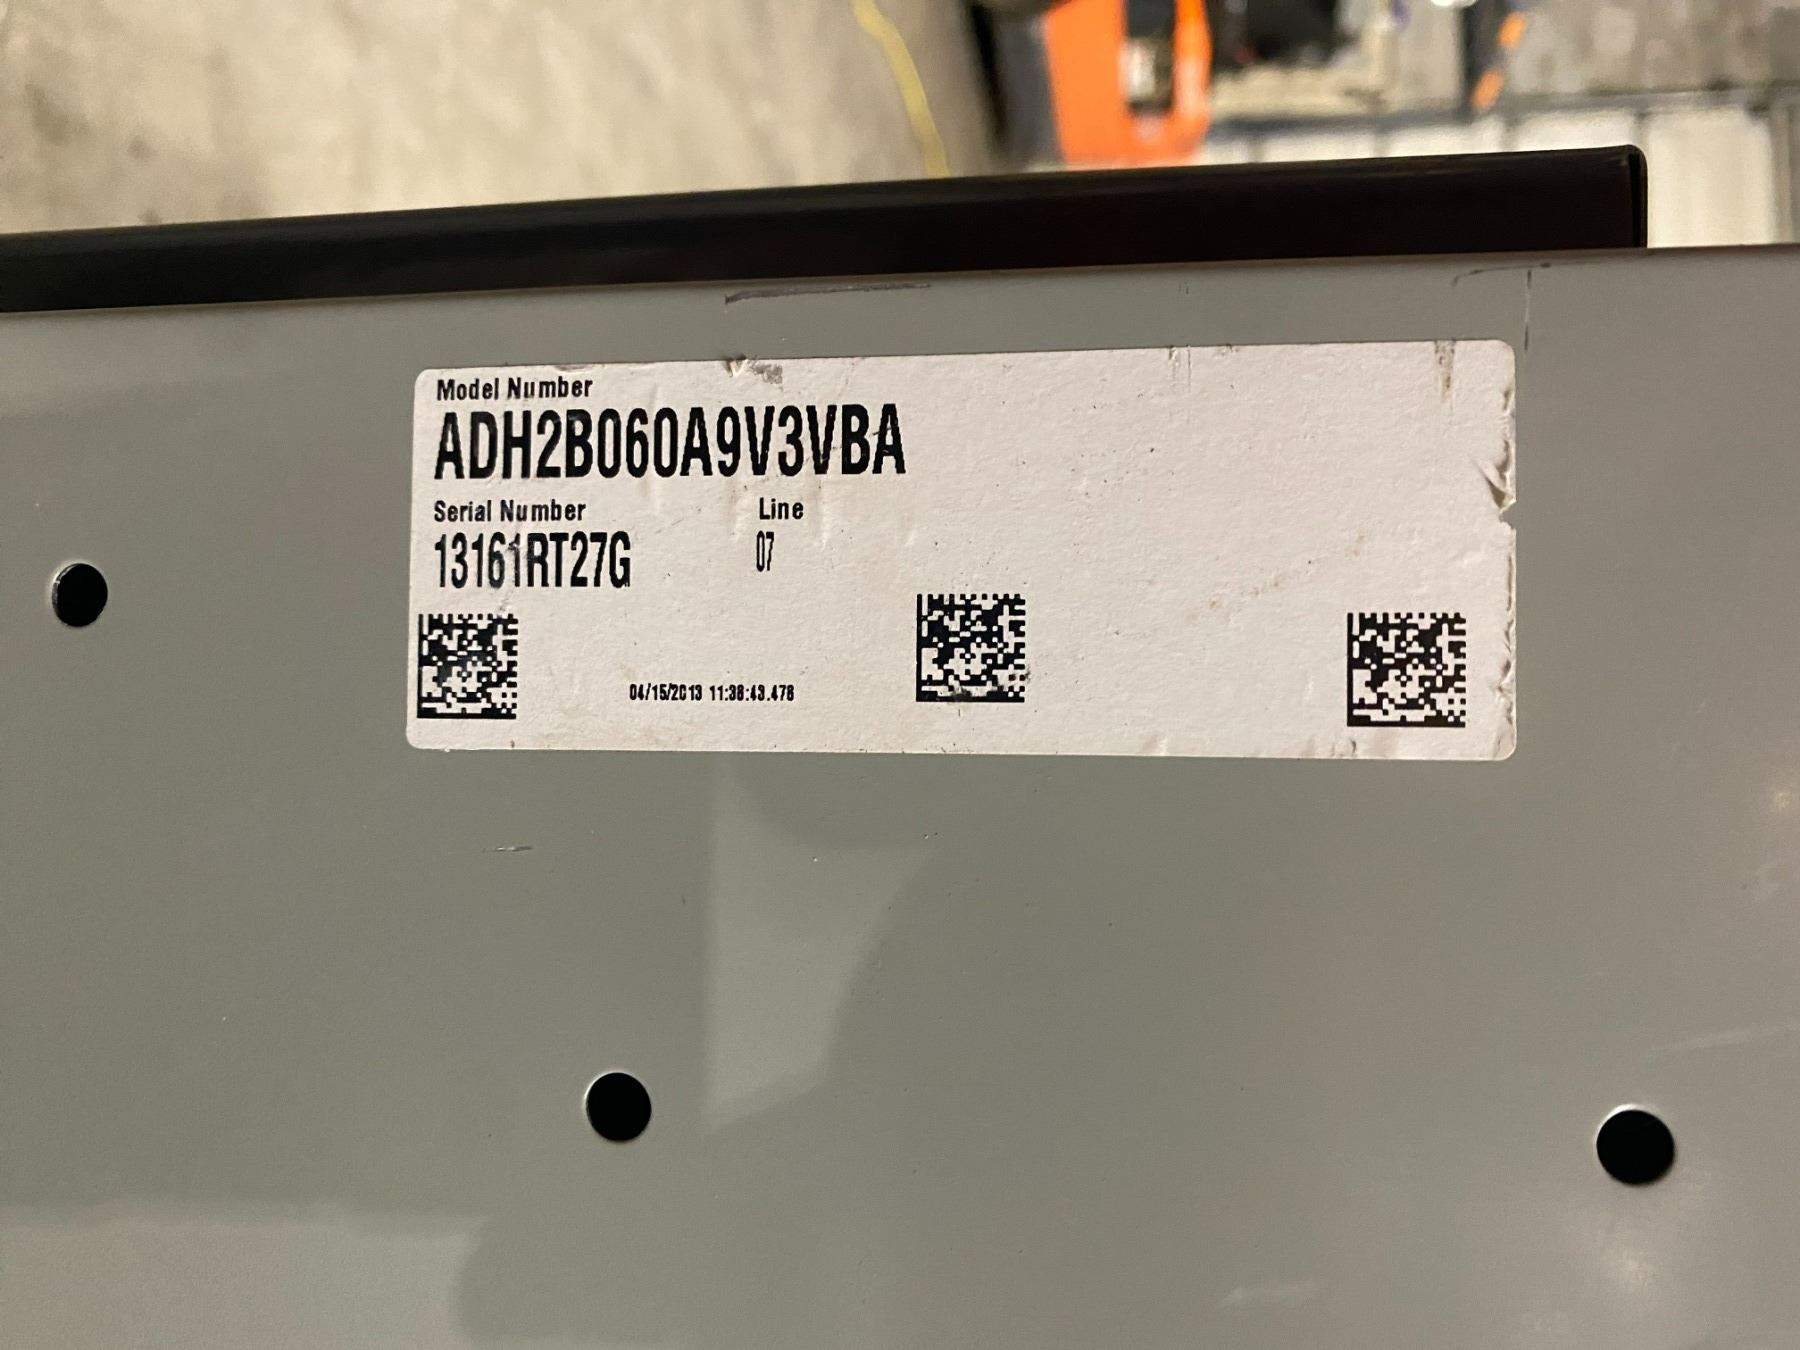 Model Number
ADH2B060A9V3VBA
Serial Number Line
13161RT27G 07
04/15/2013 11:38:43.478